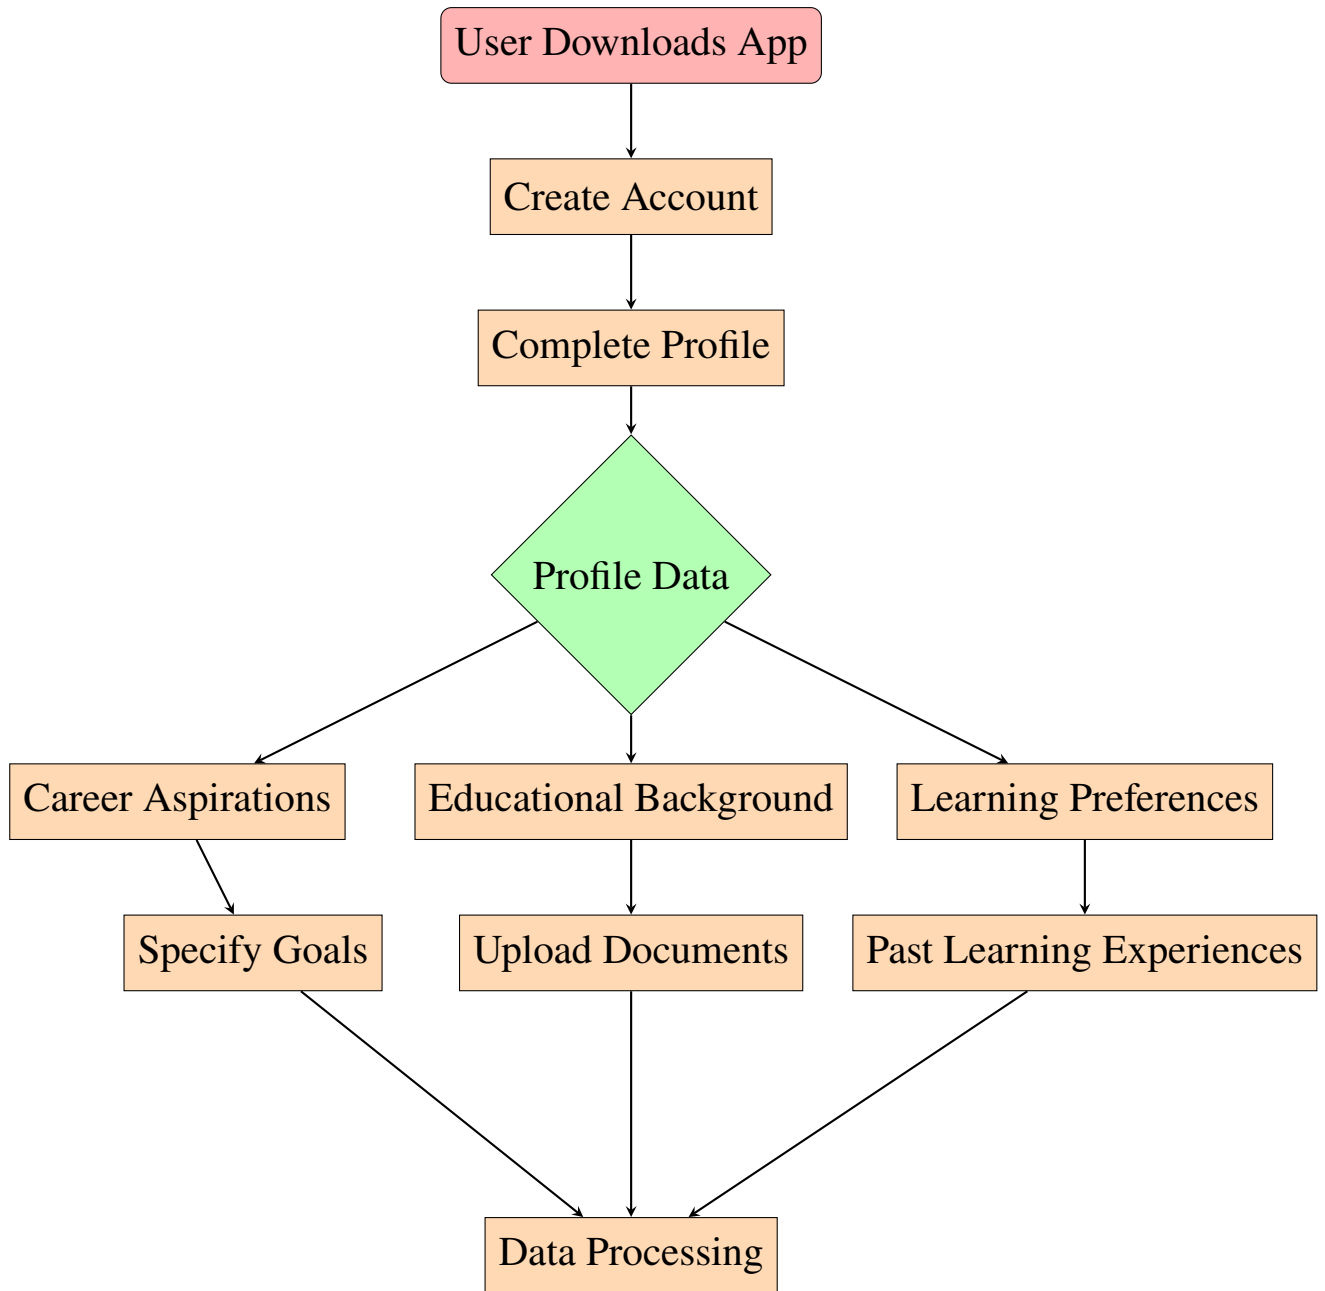 User Downloads App
Create Account
Complete Profile
Profile Data
Career Aspirations
Educational Background
Learning Preferences
Specify Goals
Upload Documents
Past Learning Experiences
Data Processing